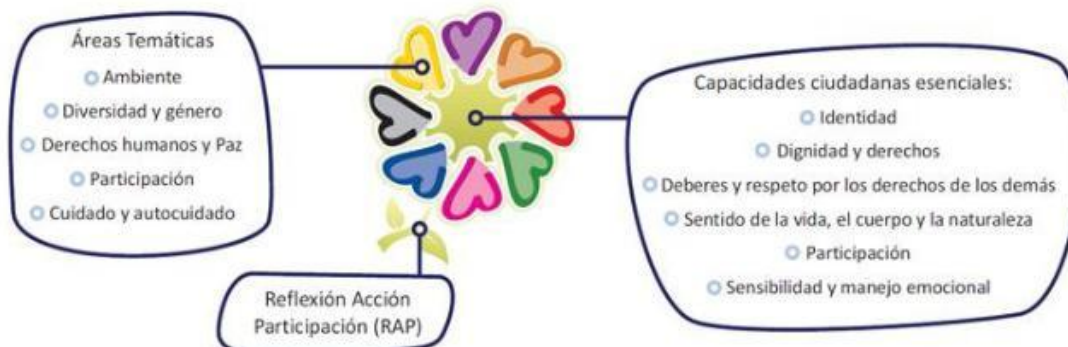 Áreas Temáticas
Ambiente
Diversidad y género
Derechos humanos y Paz
Participación
Cuidado y autocuidado
Reflexión Acción
Participación (RAP)
Capacidades ciudadanas esenciales:
Identidad
Dignidad y derechos
Deberes y respeto por los derechos de los demás
Sentido de la vida, el cuerpo y la naturaleza
Participación
Sensibilidad y manejo emocional